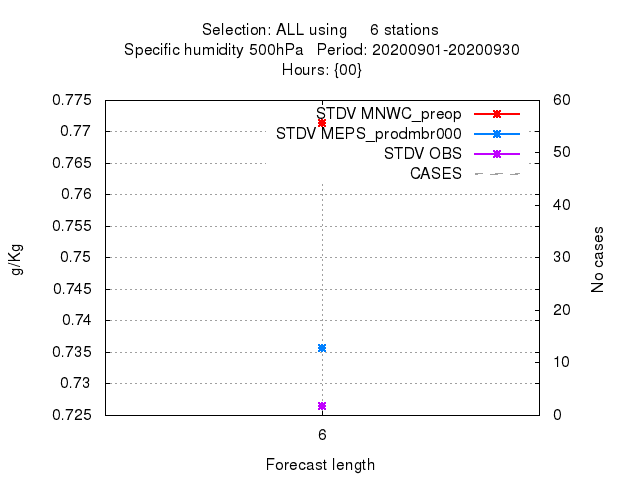 Selection: ALL using     6 stations
Specific humidity 500hPa   Period: 20200901-20200930
Hours: {00}
0.775
0.77
0.765
0.76
0.755
0.75
0.745
0.74
0.735
0.73
0.725
60
50
40
30
20
10
0
STDV MNWC_preop
STDV MEPS_prodmbr000
STDV OBS
CASES
g/Kg
No cases
6
Forecast length